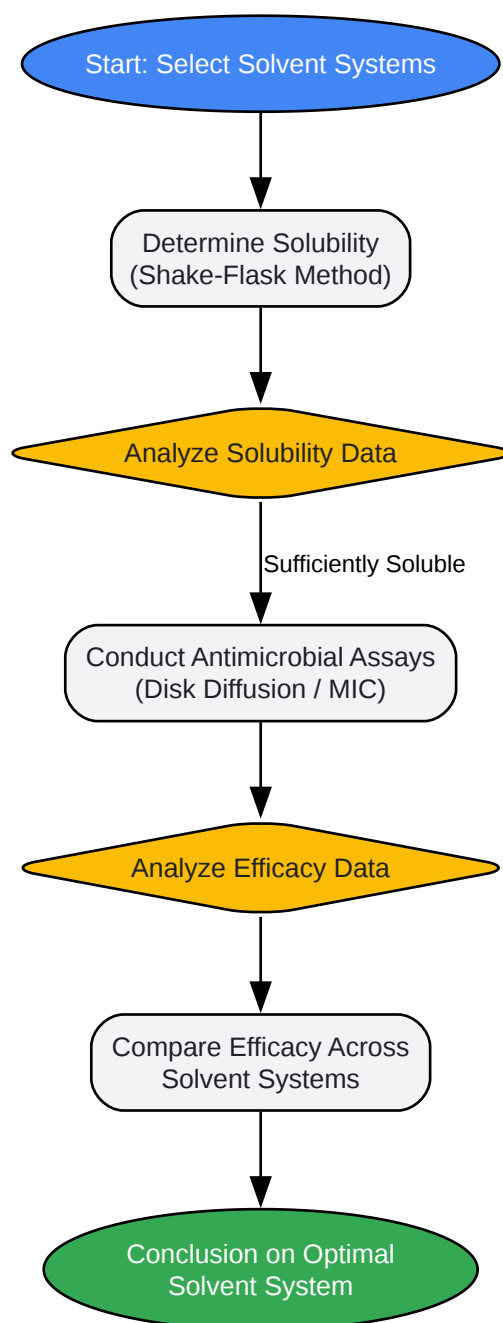 Start: Select Solvent Systems
Determine Solubility
(Shake-Flask Method)
Analyze Solubility Data
Sufficiently Soluble
Conduct Antimicrobial Assays
(Disk Diffusion / MIC)
Analyze Efficacy Data
Compare Efficacy Across
Solvent Systems
Conclusion on Optimal
Solvent System